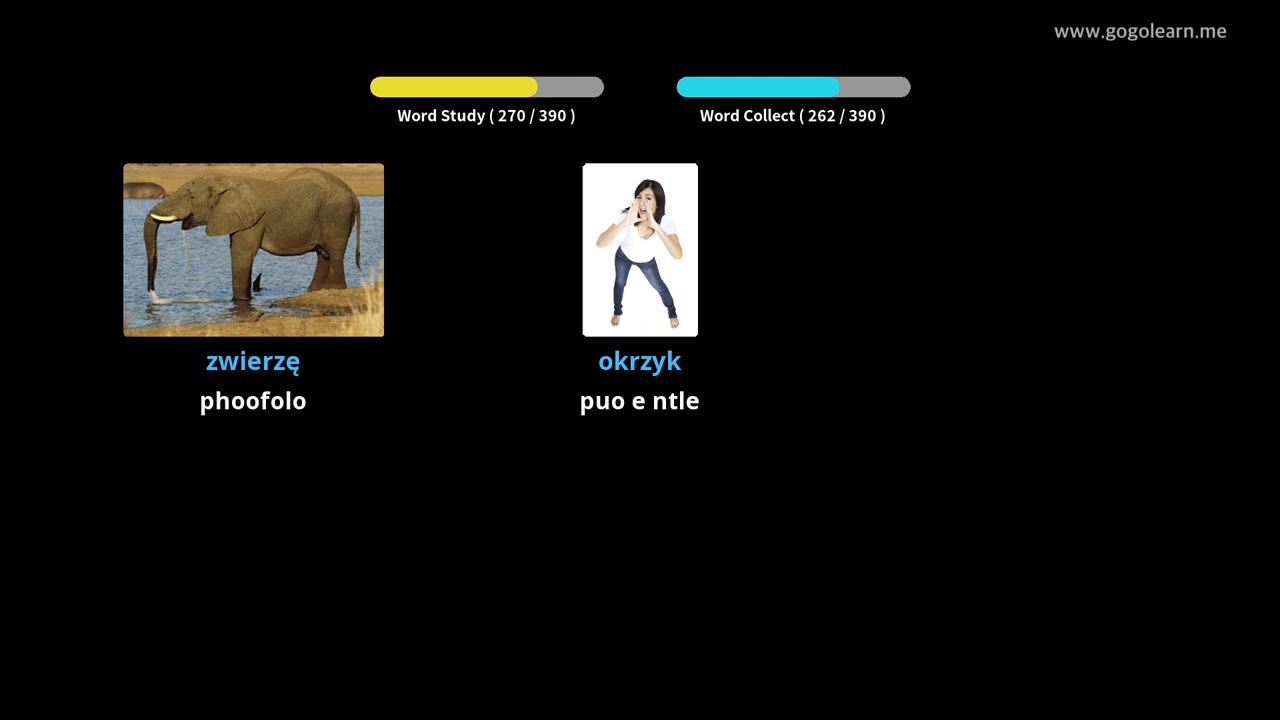 www.gogolearn.me
Word Study ( 270 / 390 )
Word Collect ( 262 / 390 )
zwierzę
okrzyk
phoofolo
puo e ntle